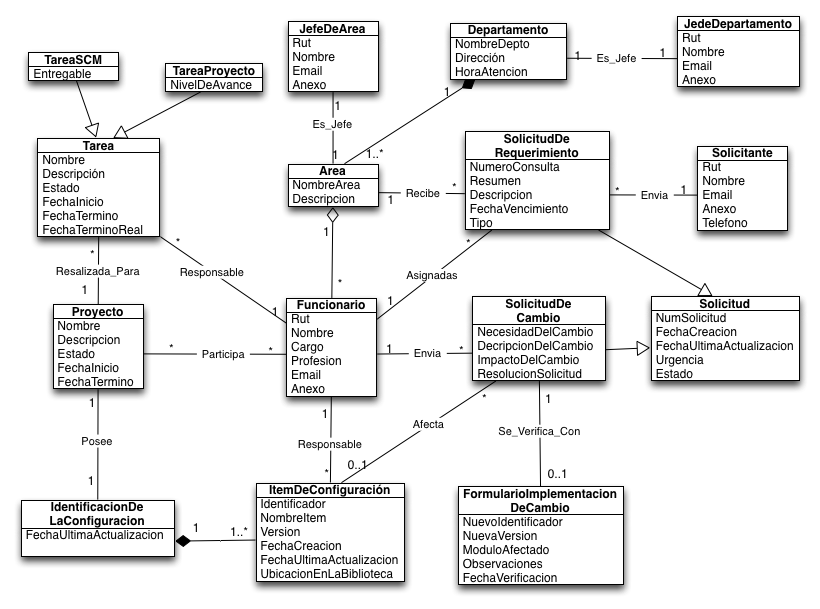 TareaSCM
Entregable
TareaProyecto
NivelDeAvance
JefeDeArea
Rut
Nombre
Email
Anexo
Departamento
NombreDepto
Dirección
HoraAtencion
1
Es_Jefe
1
JedeDepartamento
Rut
Nombre
Email
Anexo
1
Es_Jefe
1
1
1..*
Tarea
Nombre
Descripción
Estado
FechaInicio
FechaTermino
FechaTerminoReal
Area
NombreArea
Descripcion
1
Recibe
*
SolicitudDe
Requerimiento
NumeroConsulta
Resumen
Descripcion
FechaVencimiento
Tipo
*
Envia
1
Solicitante
Rut
Nombre
Email
Anexo
Telefono
*
Resalizada_Para
1
*
Responsable
1
1
*
*
Asignadas
1
Proyecto
Nombre
Descripcion
Estado
FechaInicio
FechaTermino
*
Participa
*
Funcionario
Rut
Nombre
Cargo
Profesion
Email
Anexo
1
Envia
*
SolicitudDe
Cambio
NecesidadDelCambio
DecripcionDelCambio
ImpactoDelCambio
ResolucionSolicitud
Solicitud
NumSolicitud
FechaCreacion
FechaUltimaActualizacion
Urgencia
Estado
1
Posee
1
1
Responsable
*
*
Afecta
0..1
1
Se_Verifica_Con
0..1
IdentificacionDe
LaConfiguracion
FechaUltimaActualizacion
1
1..*
ItemDeConfiguración
Identificador
NombreItem
Version
FechaCreacion
FechaUltimaActualizacion
UbicacionEnLaBiblioteca
FormularioImplementacion
DeCambio
NuevoIdentificador
NuevaVersion
ModuloAfectado
Observaciones
FechaVerificacion